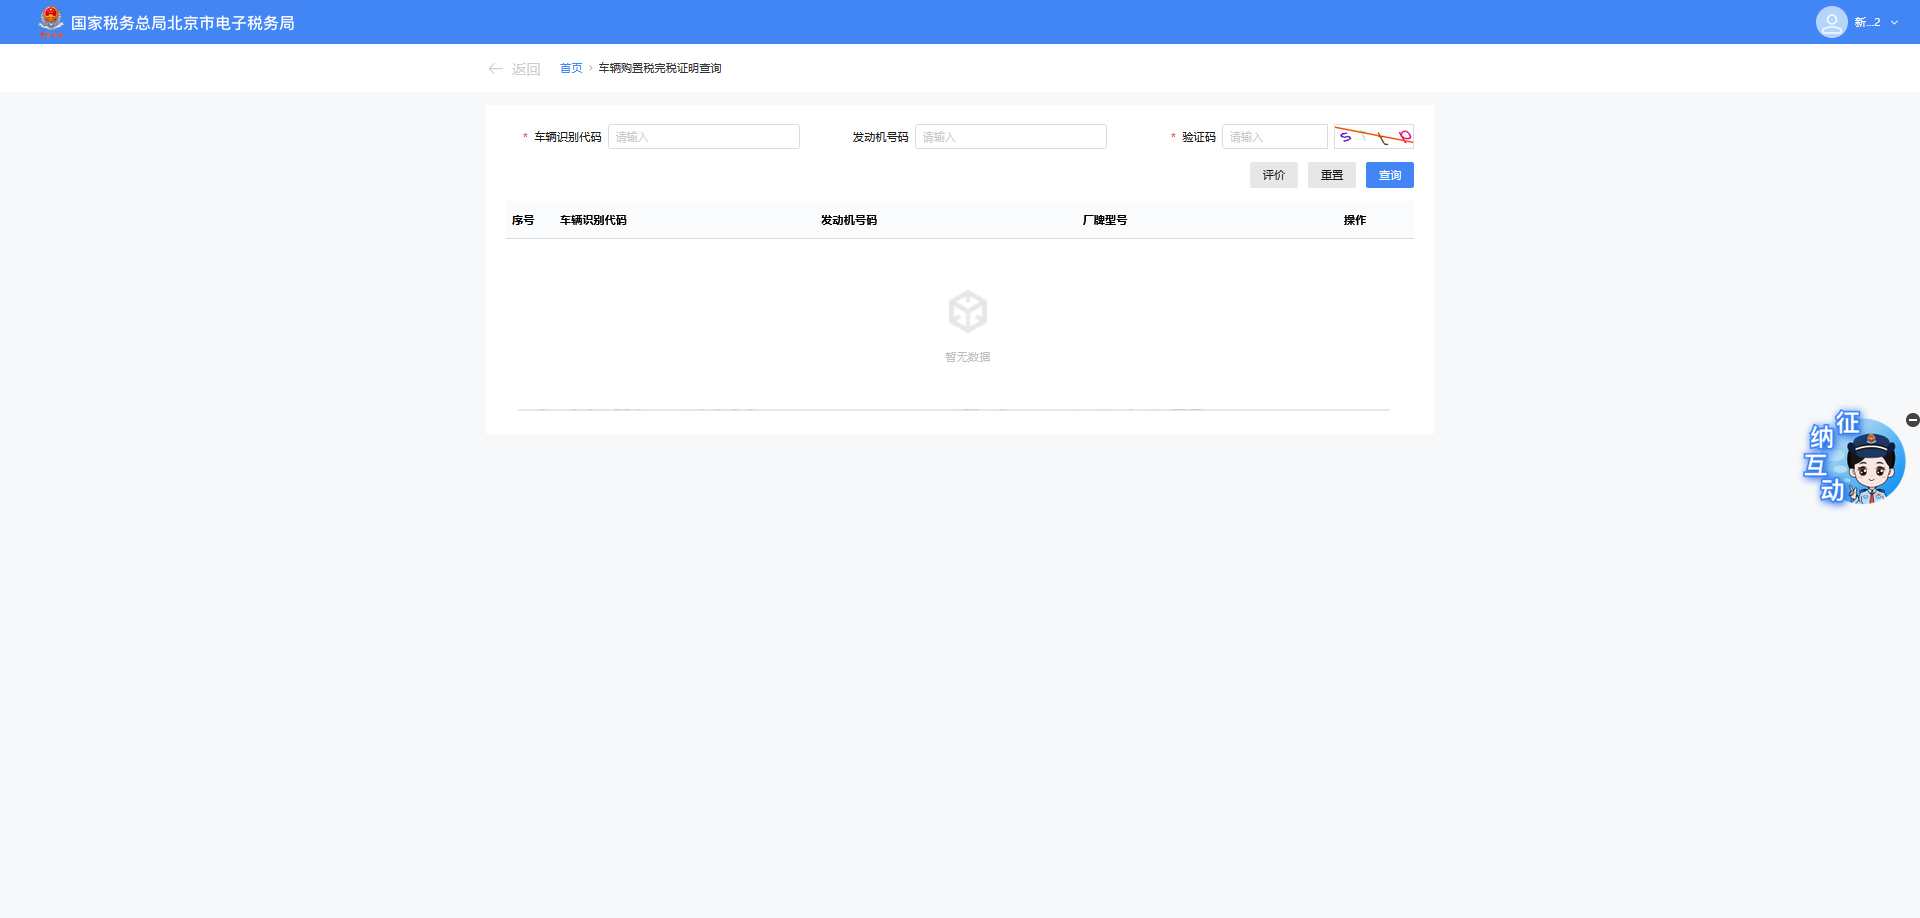 国家税务总局北京市电子税务局
新...2
返回 首页 > 车辆购置税完税证明查询
* 车辆识别代码 请输入 发动机号码 请输入 * 验证码 请输入
评价 重置 查询
序号 车辆识别代码 发动机号码 厂牌型号 操作
暂无数据
征纳互动